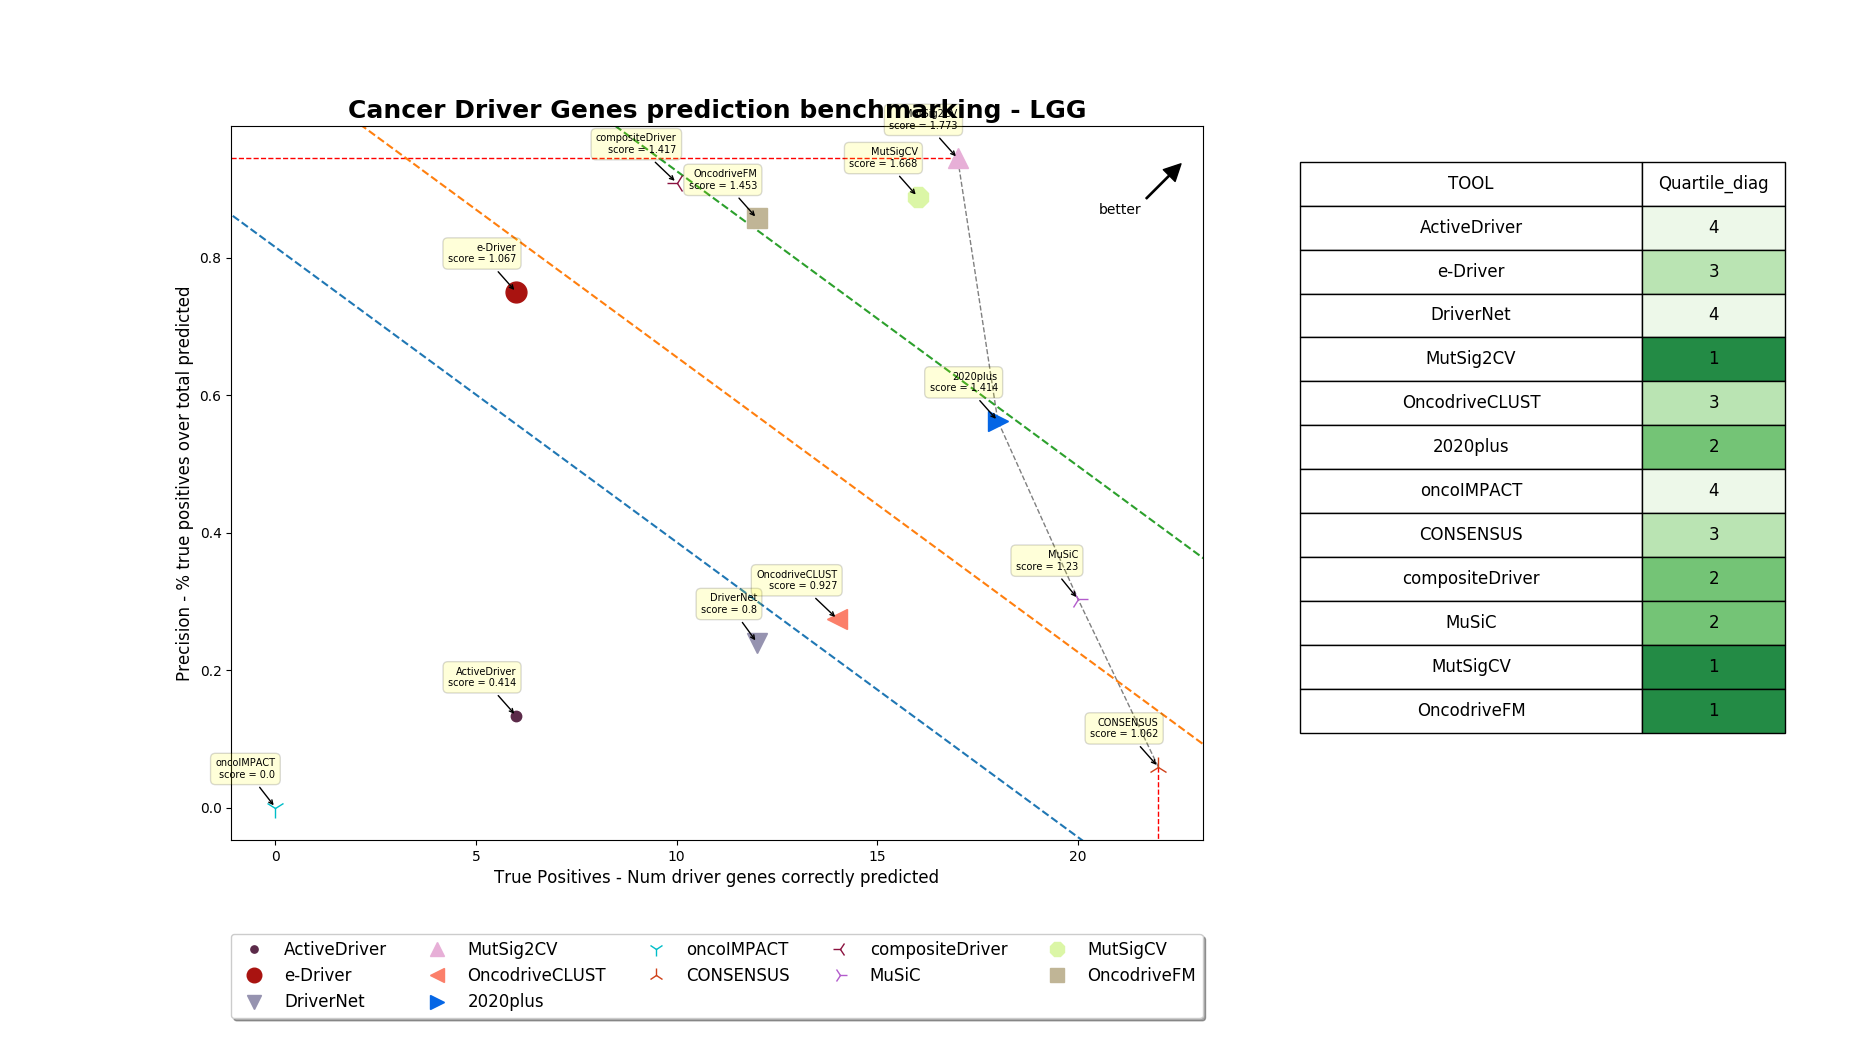 Cancer Driver Genes prediction benchmarking - LGG
score = 1.773
compositeDriver
score = 1.417
MutSigCV
score = 1.668
OncodriveFM
score = 1.453
better
e-Driver
score = 1.067
2020plus
score = 1.414
MuSiC
score = 1.23
OncodriveCLUST
score = 0.927
DriverNet
score = 0.8
ActiveDriver
score = 0.414
CONSENSUS
score = 1.062
oncoIMPACT
score = 0.0
Precision - % true positives over total predicted
0.8
0.6
0.4
0.2
0.0
0 5 10 15 20
True Positives - Num driver genes correctly predicted
ActiveDriver MutSig2CV oncoIMPACT compositeDriver MutSigCV
e-Driver OncodriveCLUST CONSENSUS MuSiC OncodriveFM
DriverNet 2020plus
TOOL Quartile_diag
ActiveDriver 4
e-Driver 3
DriverNet 4
MutSig2CV 1
OncodriveCLUST 3
2020plus 2
oncoIMPACT 4
CONSENSUS 3
compositeDriver 2
MuSiC 2
MutSigCV 1
OncodriveFM 1